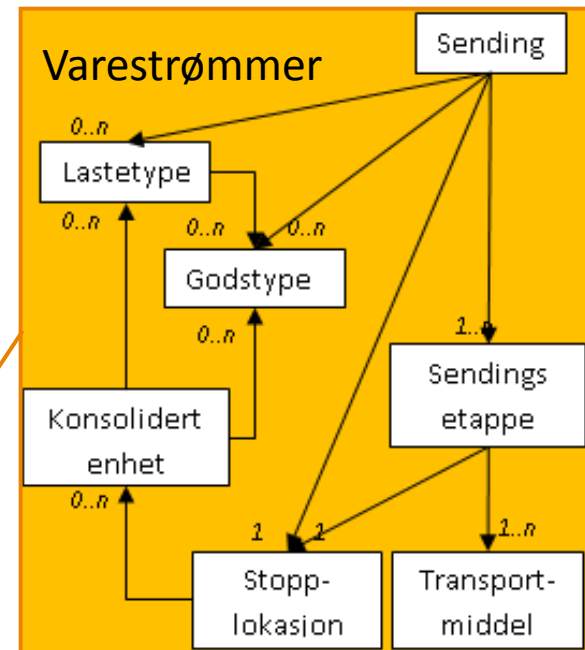 Varestrømmer
Sending
0..n
Lastetype
0..n
0..n
0..n
Godstype
0..n
1..n
Sendings
etappe
Konsolidert
enhet
0..n
1
1
1..n
Stopp-
lokasjon
Transport-
middel